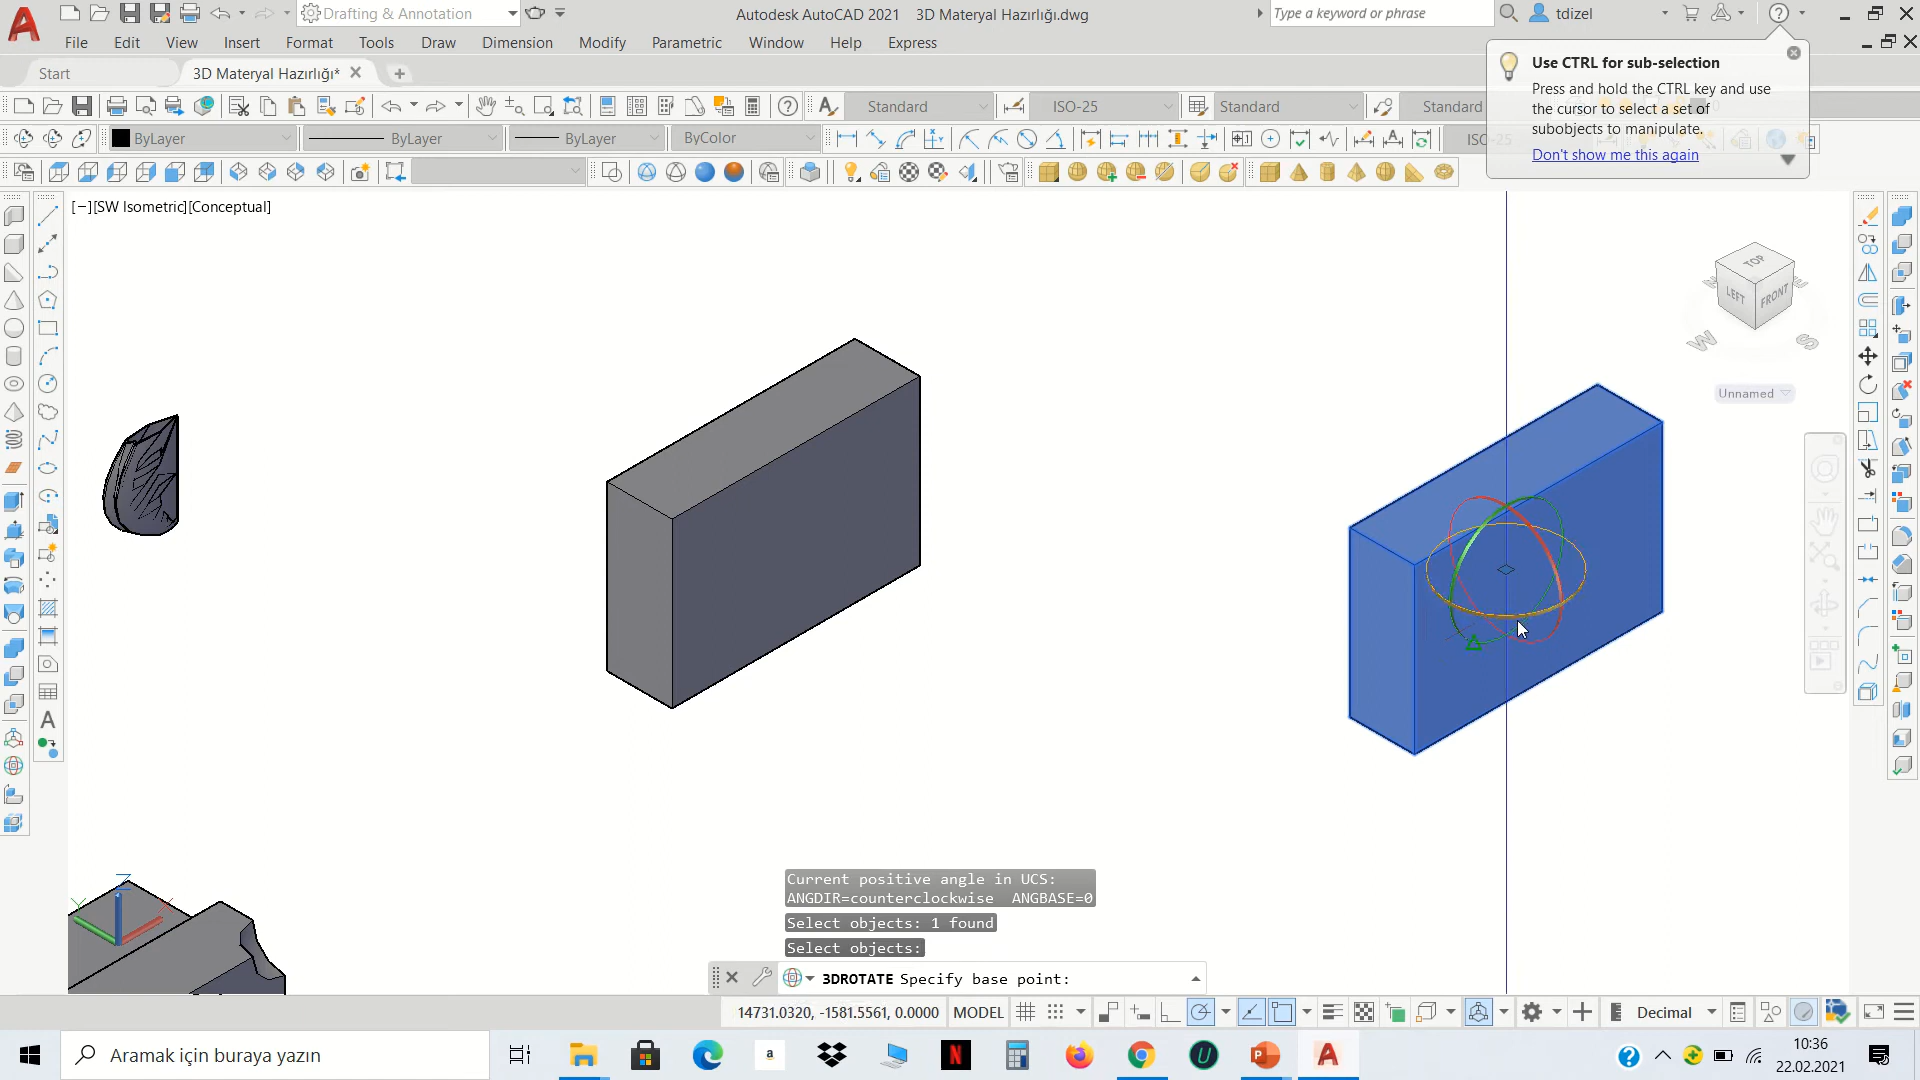 Drafting & Annotation
Autodesk AutoCAD 2021 3D Materyal Hazırlığı.dwg
Type a keyword or phrase
tdizel
File Edit View Insert Format Tools Draw Dimension Modify Parametric Window Help Express
Start
3D Materyal Hazırlığı*
Use CTRL for sub-selection
Press and hold the CTRL key and use
the cursor to select a set of
subobjects to manipulate.
Don't show me this again
Standard ISO-25 Standard Standard
ByLayer ByLayer ByLayer ByColor ISO-25
[−][SW Isometric][Conceptual]
TOP
LEFT FRONT
W S
Unnamed
Z
Y X
Current positive angle in UCS:
ANGDIR=counterclockwise ANGBASE=0
Select objects: 1 found
Select objects:
3DROTATE Specify base point:
14731.0320, -1581.5561, 0.0000 MODEL Decimal
Aramak için buraya yazın
10:36
22.02.2021